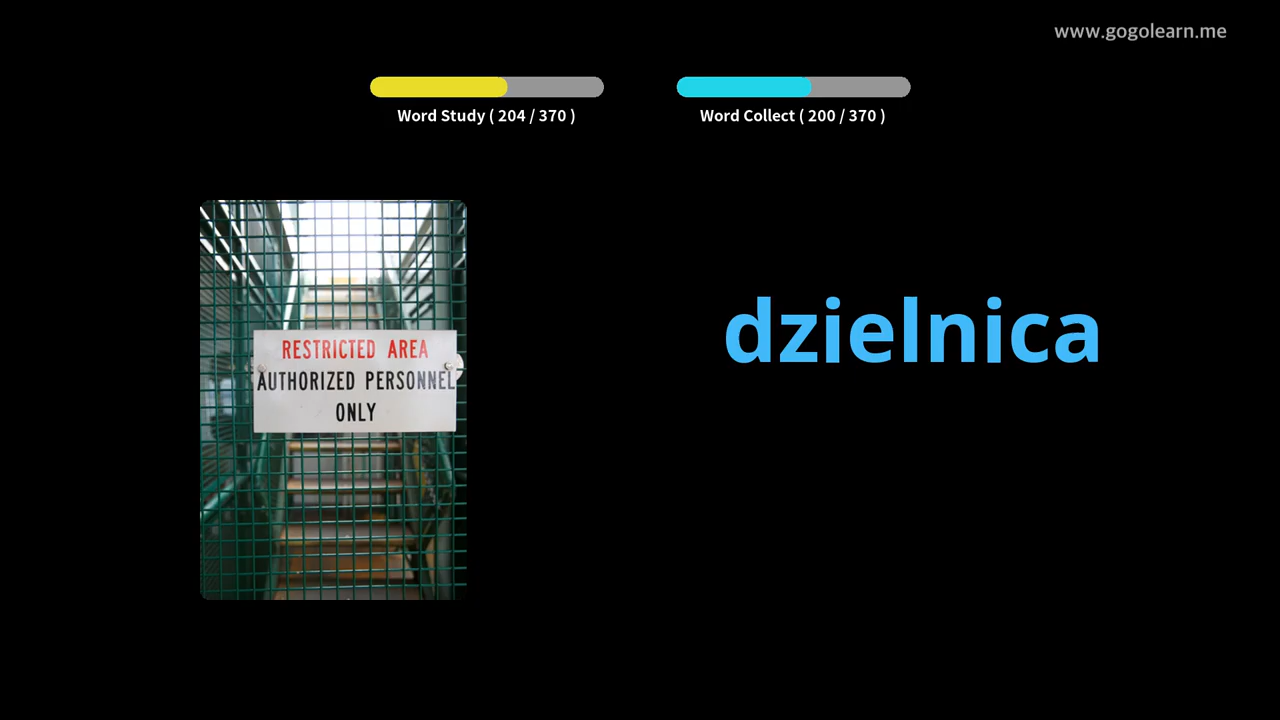 www.gogolearn.me
Word Study ( 204 / 370 )
Word Collect ( 200 / 370 )
RESTRICTED AREA
AUTHORIZED PERSONNEL
ONLY
dzielnica